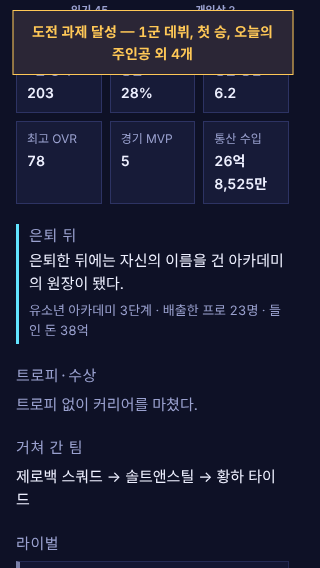 도전 과제 달성 — 1군 데뷔, 첫 승, 오늘의
주인공 외 4개
203
28%
6.2
최고 OVR
경기 MVP
통산 수입
78
5
26억
8,525만
은퇴 뒤
은퇴한 뒤에는 자신의 이름을 건 아카데미
의 원장이 됐다.
유소년 아카데미 3단계 · 배출한 프로 23명 · 들
인 돈 38억
트로피·수상
트로피 없이 커리어를 마쳤다.
거쳐 간 팀
제로백 스쿼드 → 솔트앤스틸 → 황하 타이
드
라이벌